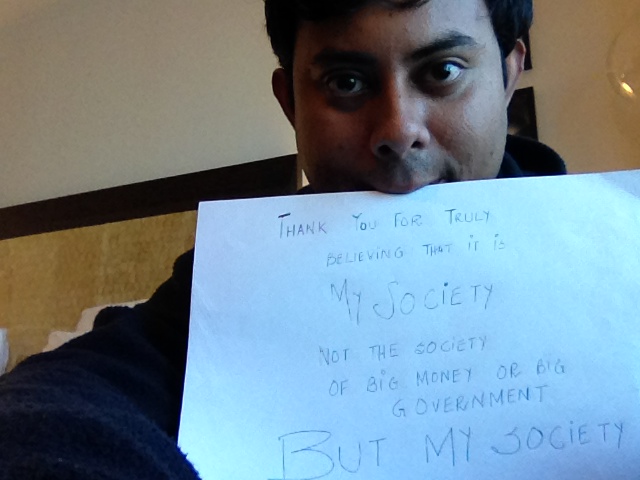 THANK YOU FOR TRULY
BELIEVING THAT IT IS
MY SOCIETY
NOT THE SOCIETY
OF BIG MONEY OR BIG
GOVERNMENT
BUT MY SOCIETY